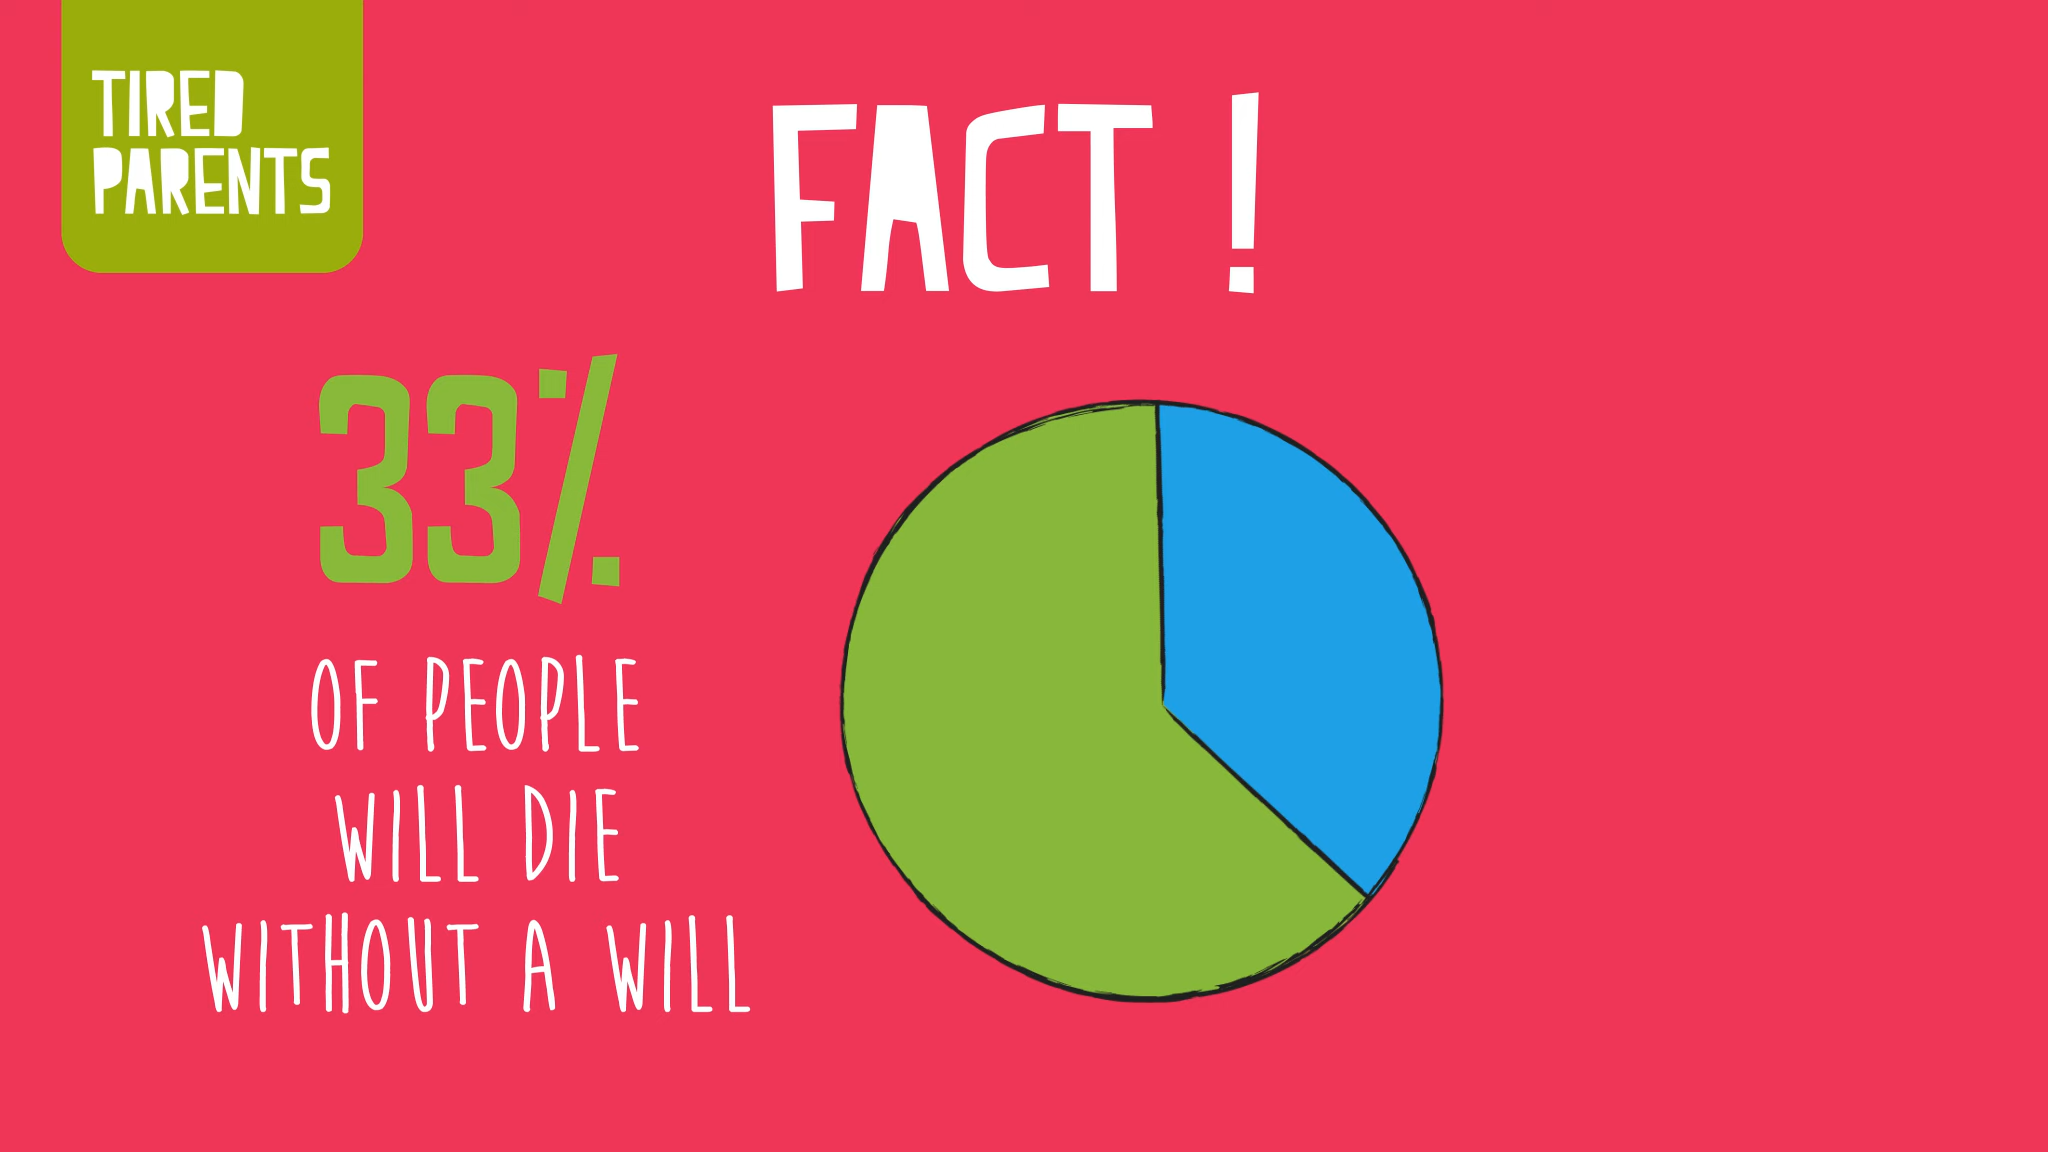 TIRED
PARENTS
FACT !
33%
OF PEOPLE
WILL DIE
WITHOUT A WILL